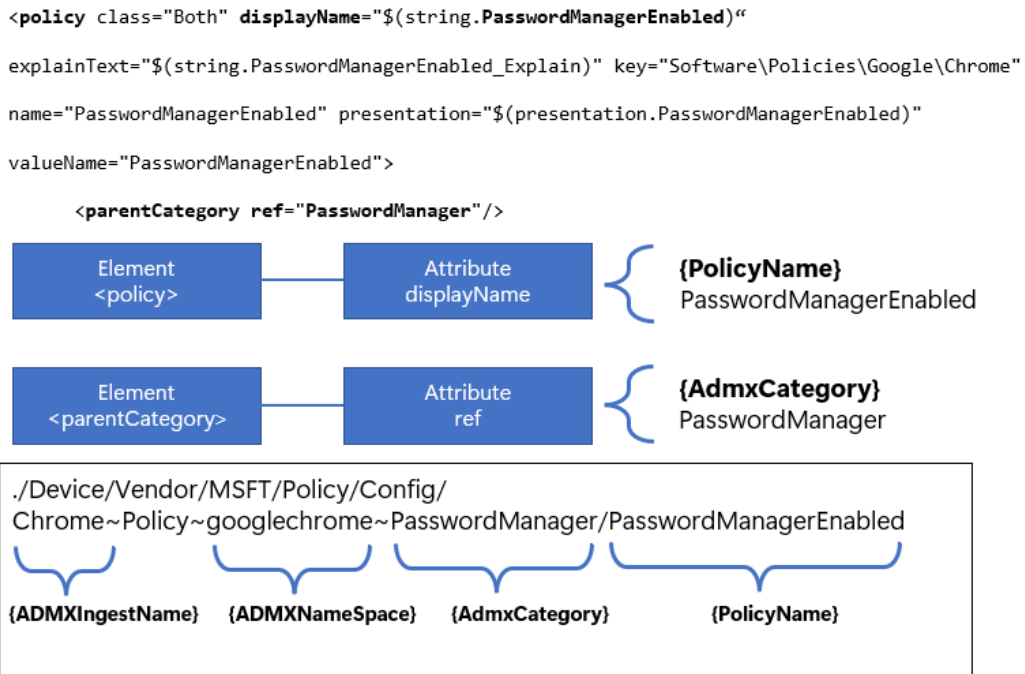 <policy class="Both" displayName="$(string.PasswordManagerEnabled)“
explainText="$(string.PasswordManagerEnabled_Explain)" key="Software\Policies\Google\Chrome"
name="PasswordManagerEnabled" presentation="$(presentation.PasswordManagerEnabled)"
valueName="PasswordManagerEnabled">
<parentCategory ref="PasswordManager"/>
Element
<policy>
Attribute
displayName
{PolicyName}
PasswordManagerEnabled
Element
<parentCategory>
Attribute
ref
{AdmxCategory}
PasswordManager
./Device/Vendor/MSFT/Policy/Config/
Chrome~Policy~googlechrome~PasswordManager/PasswordManagerEnabled
{ADMXIngestName} {ADMXNameSpace} {AdmxCategory} {PolicyName}